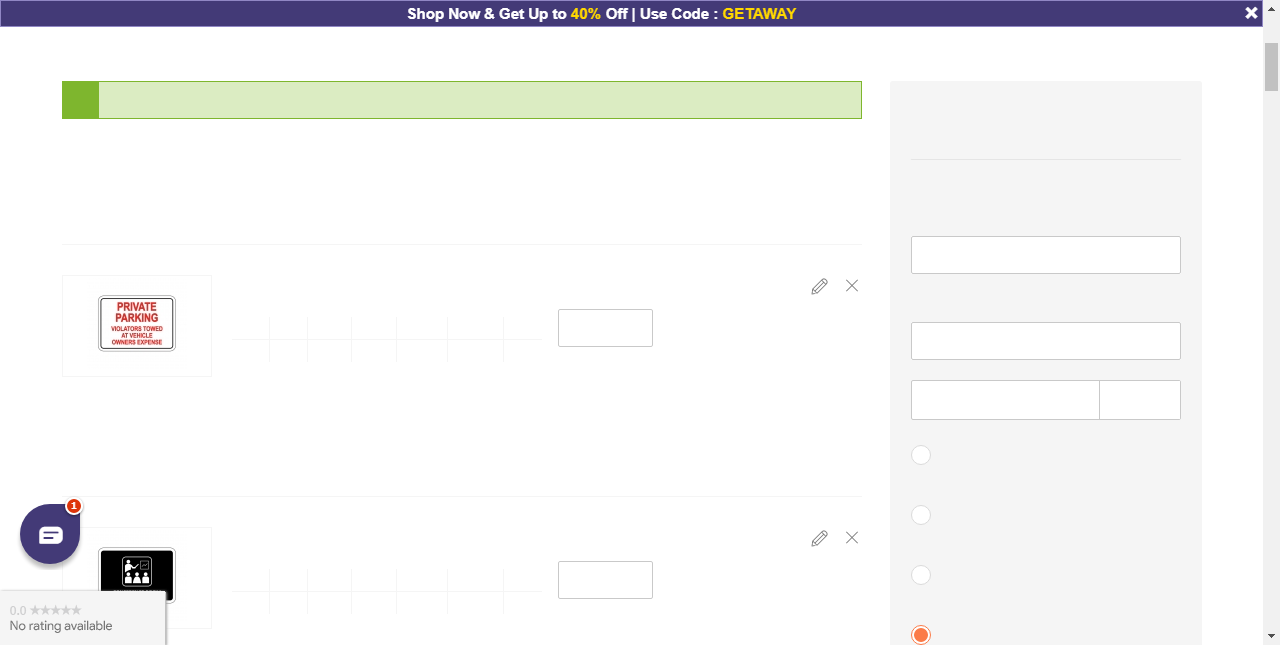 Shop Now & Get Up to 40% Off | Use Code : GETAWAY
PRIVATE
PARKING
VIOLATORS TOWED
AT VEHICLE
OWNERS EXPENSE
1
0.0
No rating available